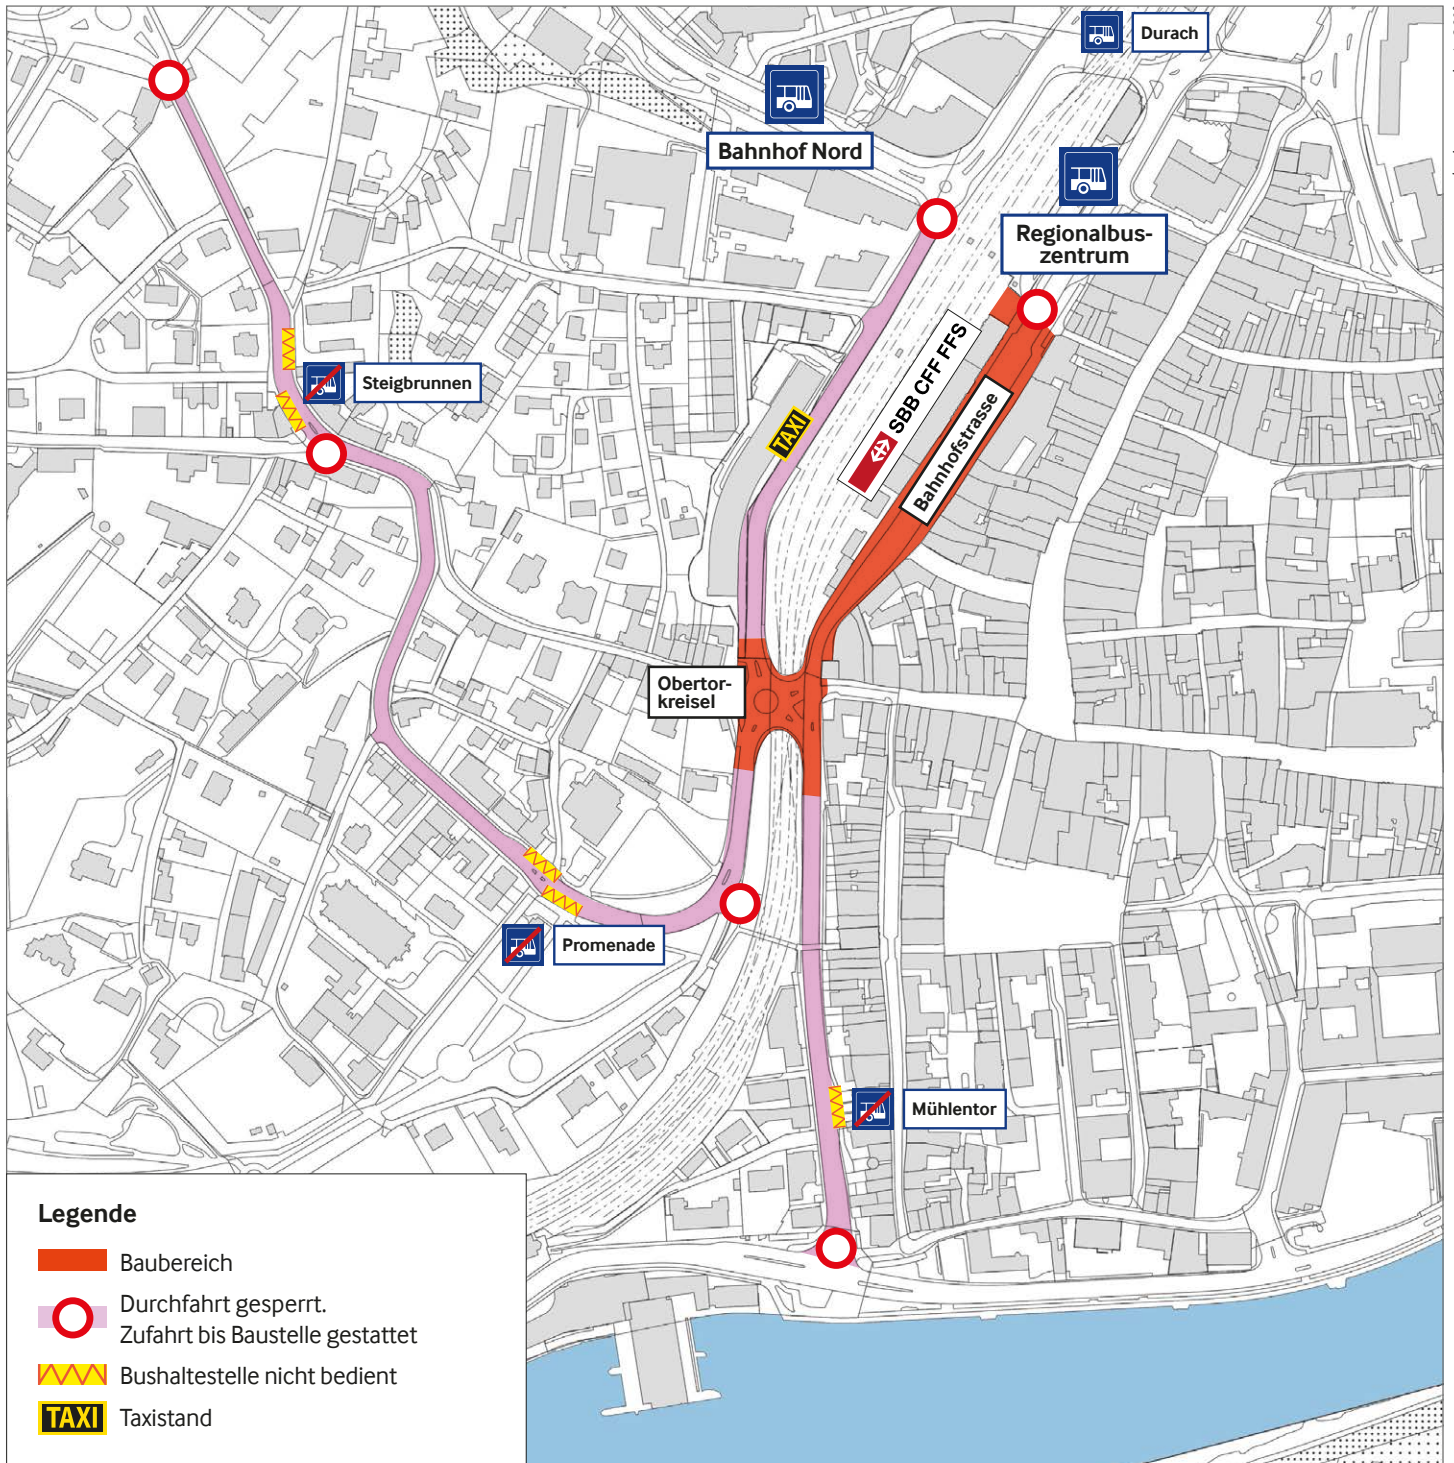 Durach
Bahnhof Nord
Regionalbus-
zentrum
Steigbrunnen
TAXI
SBB CFF FFS
Bahnhofstrasse
Obertor-
kreisel
Promenade
Mühlentor
Legende
Baubereich
Durchfahrt gesperrt.
Zufahrt bis Baustelle gestattet
Bushaltestelle nicht bedient
TAXI Taxistand